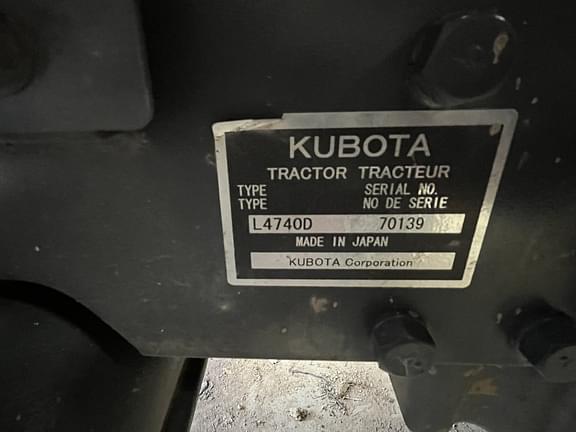 KUBOTA
TRACTOR TRACTEUR
TYPE SERIAL NO.
TYPE NO DE SERIE
L4740D 70139
MADE IN JAPAN
KUBOTA Corporation